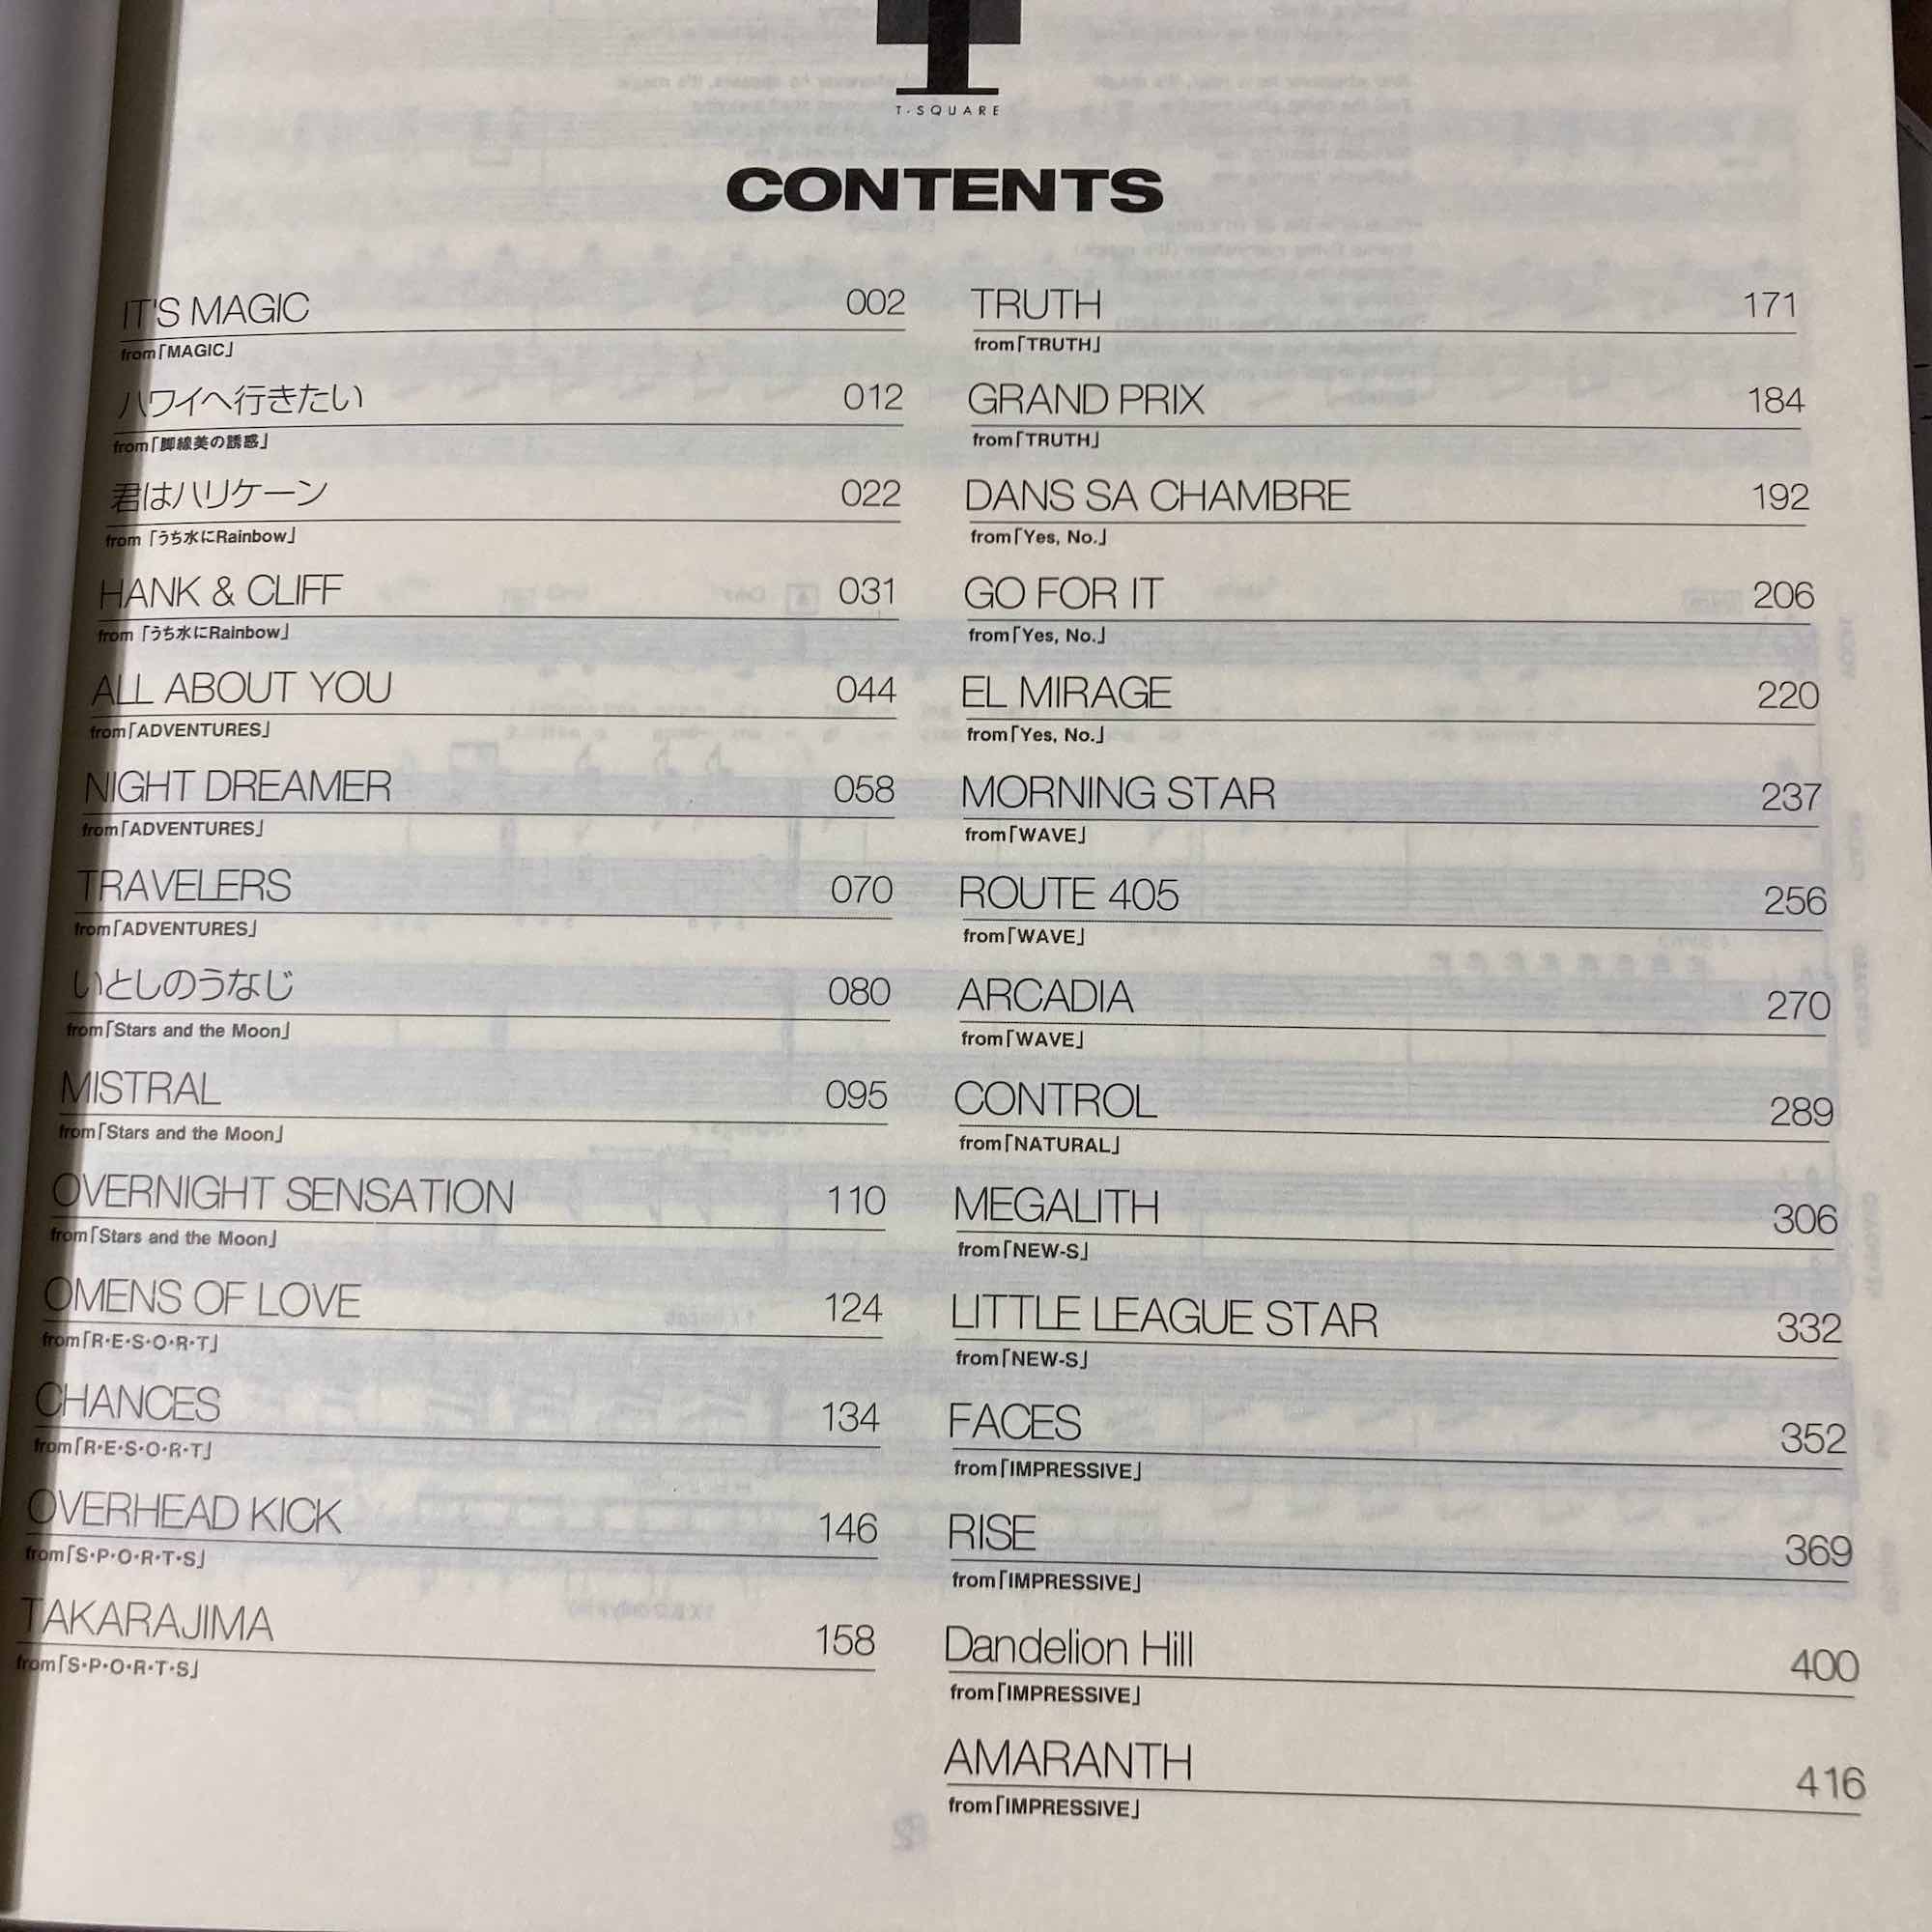 T・SQUARE
CONTENTS
IT'S MAGIC 002
from「MAGIC」
ハワイへ行きたい 012
from「脚線美の誘惑」
君はハリケーン 022
from「うち水にRainbow」
HANK & CLIFF 031
from「うち水にRainbow」
ALL ABOUT YOU 044
from「ADVENTURES」
NIGHT DREAMER 058
from「ADVENTURES」
TRAVELERS 070
from「ADVENTURES」
いとしのうなじ 080
from「Stars and the Moon」
MISTRAL 095
from「Stars and the Moon」
OVERNIGHT SENSATION 110
from「Stars and the Moon」
OMENS OF LOVE 124
from「R・E・S・O・R・T」
CHANCES 134
from「R・E・S・O・R・T」
OVERHEAD KICK 146
from「S・P・O・R・T・S」
TAKARAJIMA 158
from「S・P・O・R・T・S」
TRUTH 171
from「TRUTH」
GRAND PRIX 184
from「TRUTH」
DANS SA CHAMBRE 192
from「Yes, No.」
GO FOR IT 206
from「Yes, No.」
EL MIRAGE 220
from「Yes, No.」
MORNING STAR 237
from「WAVE」
ROUTE 405 256
from「WAVE」
ARCADIA 270
from「WAVE」
CONTROL 289
from「NATURAL」
MEGALITH 306
from「NEW-S」
LITTLE LEAGUE STAR 332
from「NEW-S」
FACES 352
from「IMPRESSIVE」
RISE 369
from「IMPRESSIVE」
Dandelion Hill 400
from「IMPRESSIVE」
AMARANTH 416
from「IMPRESSIVE」